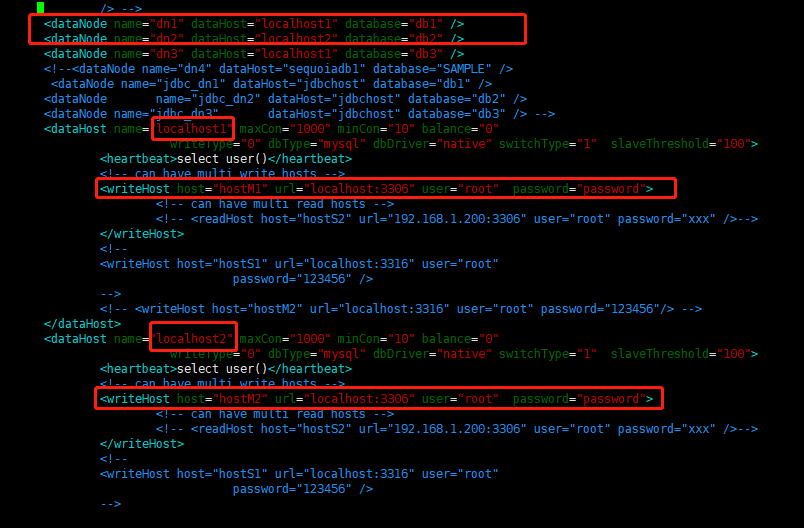 /> -->
<dataNode name="dn1" dataHost="localhost1" database="db1" />
<dataNode name="dn2" dataHost="localhost2" database="db2" />
<dataNode name="dn3" dataHost="localhost1" database="db3" />
<!--<dataNode name="dn4" dataHost="sequoiadb1" database="SAMPLE" />
<dataNode name="jdbc_dn1" dataHost="jdbchost" database="db1" />
<dataNode name="jdbc_dn2" dataHost="jdbchost" database="db2" />
<dataNode name="jdbc_dn3" dataHost="jdbchost" database="db3" /> -->
<dataHost name="localhost1" maxCon="1000" minCon="10" balance="0"
writeType="0" dbType="mysql" dbDriver="native" switchType="1" slaveThreshold="100">
<heartbeat>select user()</heartbeat>
<!-- can have multi write hosts -->
<writeHost host="hostM1" url="localhost:3306" user="root" password="password">
<!-- can have multi read hosts -->
<!-- <readHost host="hostS2" url="192.168.1.200:3306" user="root" password="xxx" />-->
</writeHost>
<!--
<writeHost host="hostS1" url="localhost:3316" user="root"
password="123456" />
-->
<!-- <writeHost host="hostM2" url="localhost:3316" user="root" password="123456"/> -->
</dataHost>
<dataHost name="localhost2" maxCon="1000" minCon="10" balance="0"
writeType="0" dbType="mysql" dbDriver="native" switchType="1" slaveThreshold="100">
<heartbeat>select user()</heartbeat>
<!-- can have multi write hosts -->
<writeHost host="hostM2" url="localhost:3306" user="root" password="password">
<!-- can have multi read hosts -->
<!-- <readHost host="hostS2" url="192.168.1.200:3306" user="root" password="xxx" />-->
</writeHost>
<!--
<writeHost host="hostS1" url="localhost:3316" user="root"
password="123456" />
-->